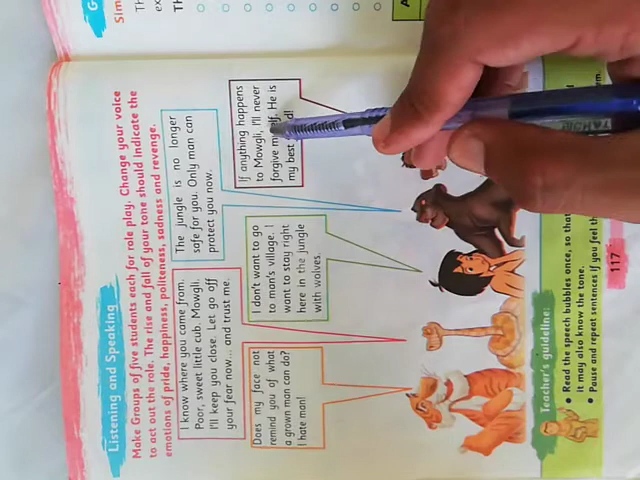 Listening and Speaking
Make Groups of five students each for role play. Change your voice
to act out the role. The rise and fall of your tone should indicate the
emotions of pride, happiness, politeness, sadness and revenge.
I know where you came from.
Poor, sweet little cub. Mowgli,
I'll keep you close. Let go off
your fear now... and trust me.
The jungle is no longer
safe for you. Only man can
protect you now.
Does my face not
remind you of what
a grown man can do?
I hate man!
I don't want to go
to man's village. I
want to stay right
here in the jungle
with wolves.
If anything happens
to Mowgli, I'll never
forgive He is
my best
Teacher's guideline:
Read the speech bubbles once, so that
it may also know the tone.
Pause and repeat sentences if you feel
117